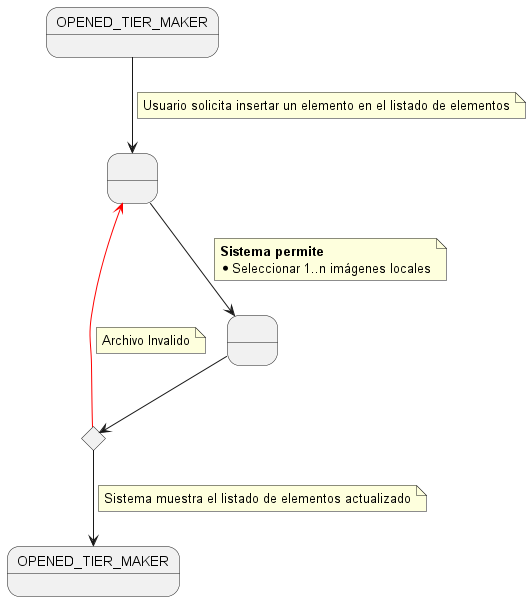 OPENED_TIER_MAKER
Usuario solicita insertar un elemento en el listado de elementos
Sistema permite
• Seleccionar 1..n imágenes locales
Archivo Invalido
Sistema muestra el listado de elementos actualizado
OPENED_TIER_MAKER